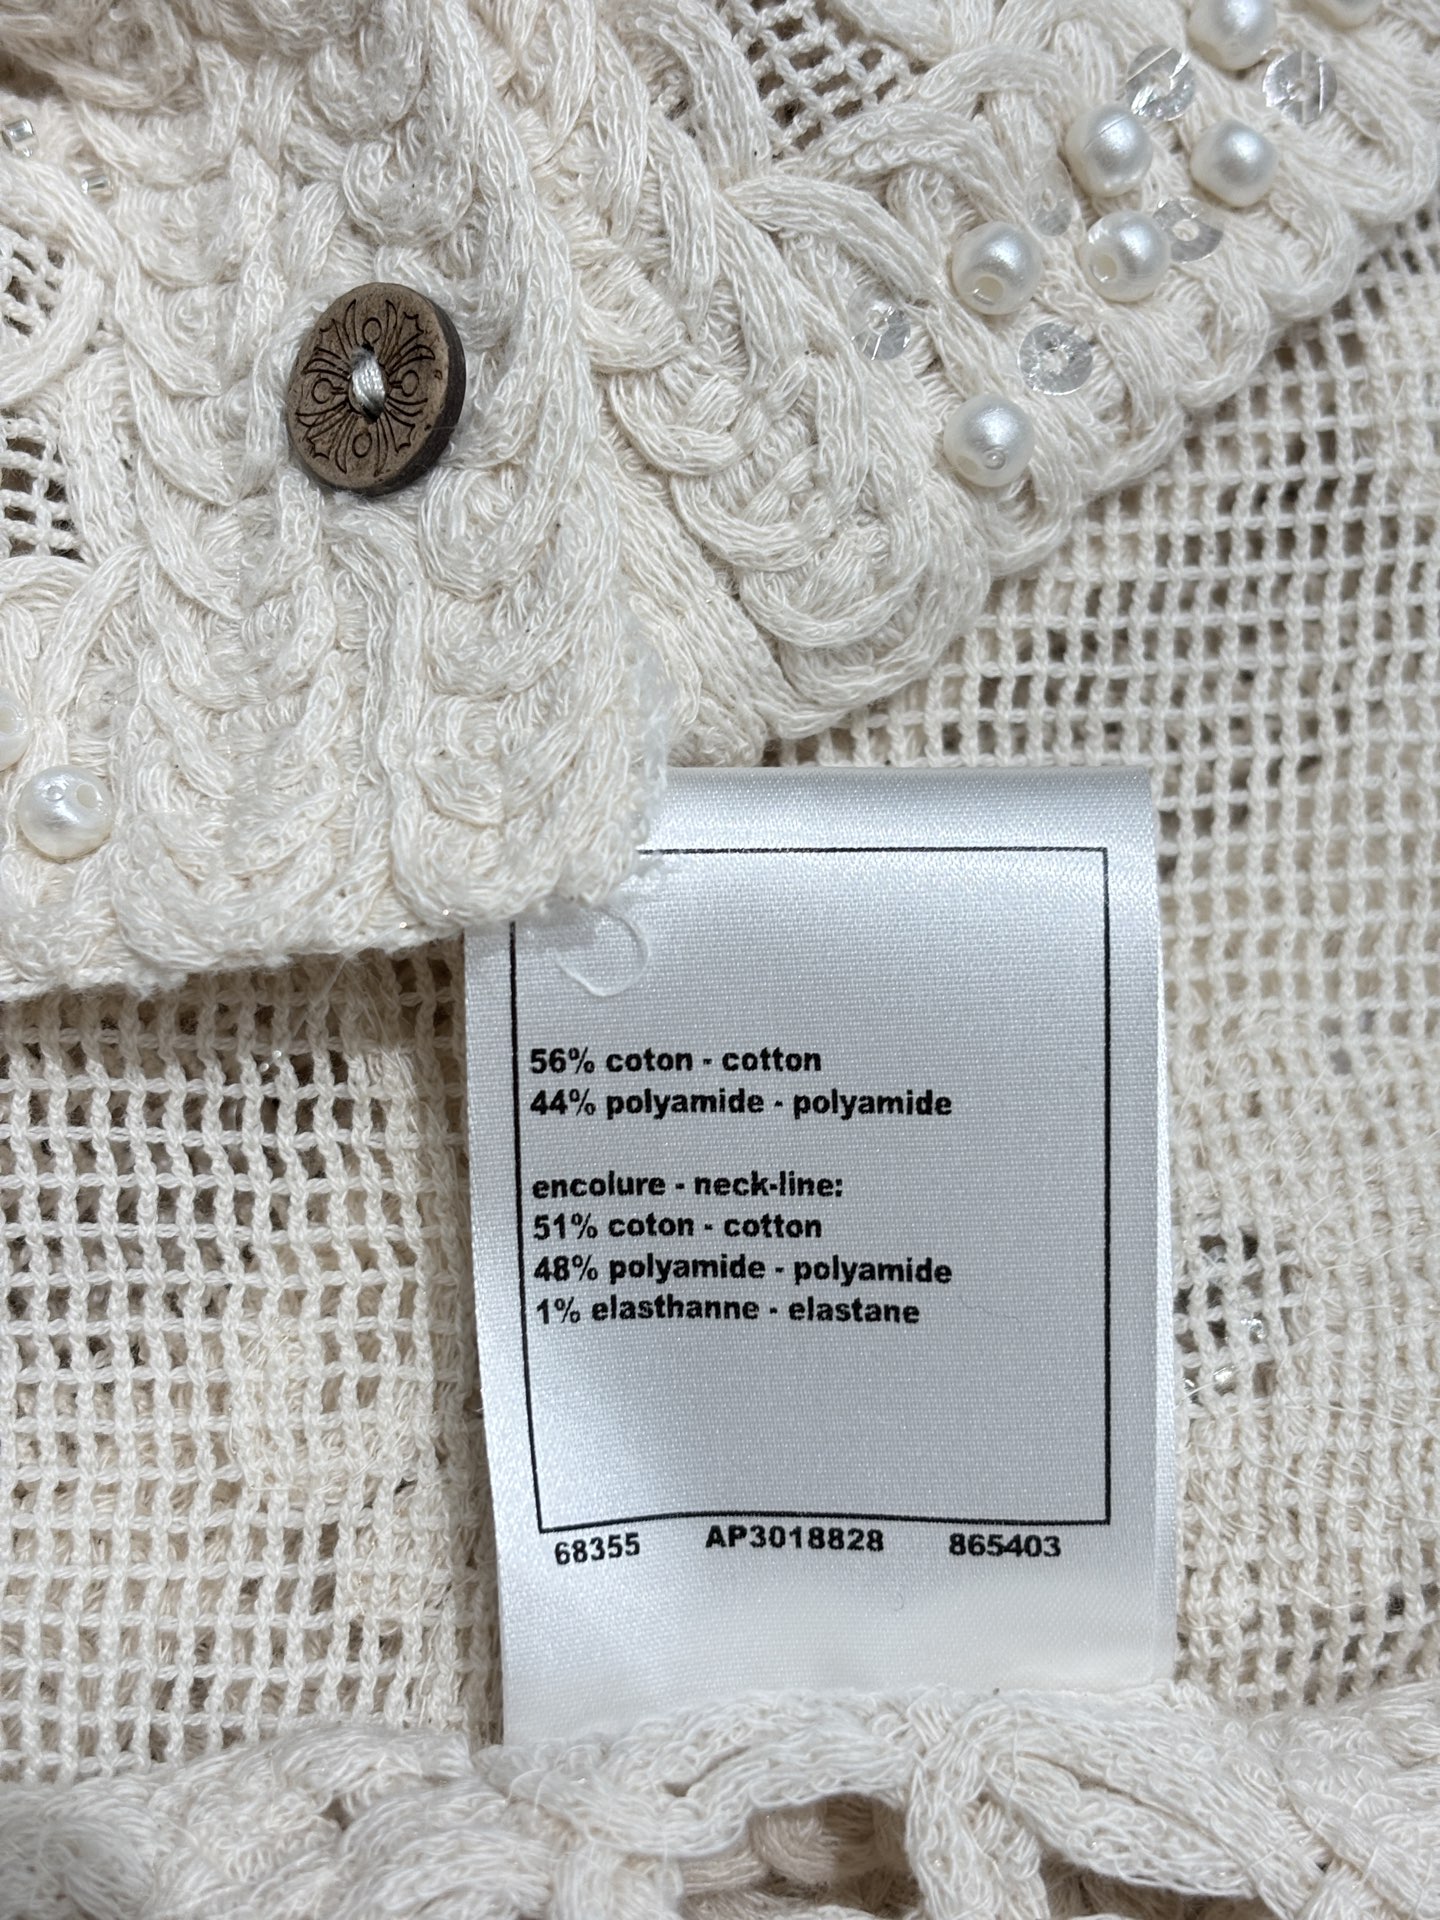 56% coton - cotton
44% polyamide - polyamide
encolure - neck-line:
51% coton - cotton
48% polyamide - polyamide
1% elasthanne - elastane
68355 AP3018828 865403